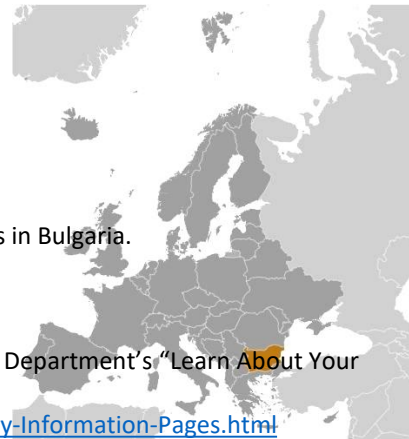 s in Bulgaria.
Department’s “Learn About Your
y-Information-Pages.html